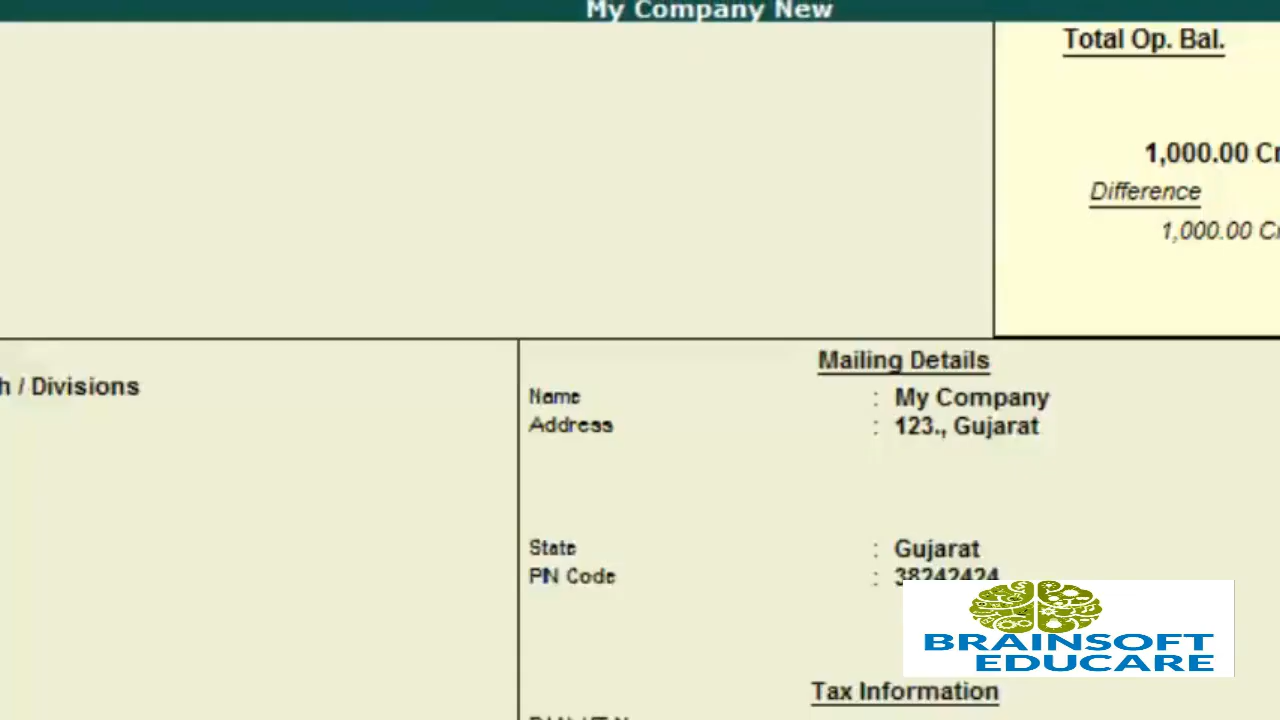 My Company New
Total Op. Bal.
1,000.00 Cr
Difference
1,000.00 Cr
h / Divisions
Mailing Details
Name : My Company
Address : 123., Gujarat
State : Gujarat
PIN Code : 38242424
BRAINSOFT
EDUCARE
Tax Information